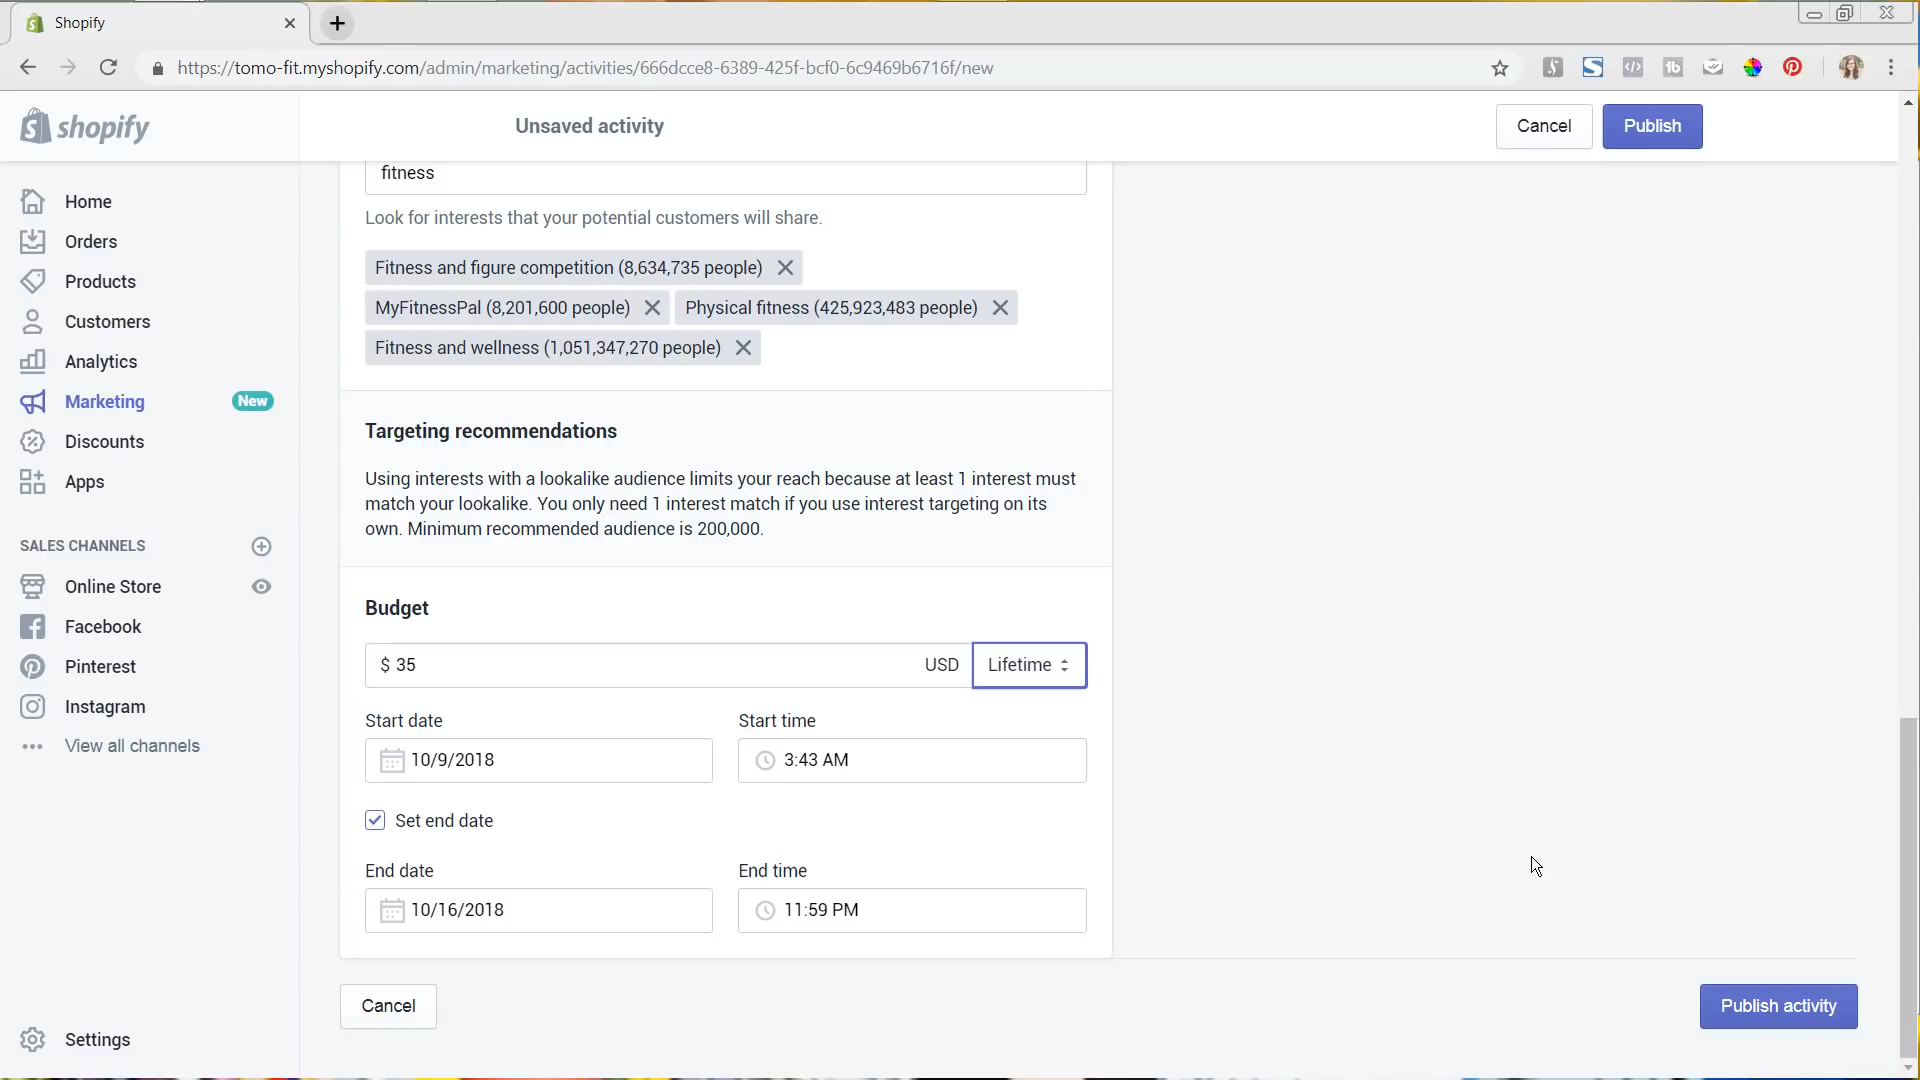 Shopify
https://tomo-fit.myshopify.com/admin/marketing/activities/666dcce8-6389-425f-bcf0-6c9469b6716f/new
shopify
Unsaved activity
Cancel
Publish
Home
Orders
Products
Customers
Analytics
Marketing
New
Discounts
Apps
SALES CHANNELS
Online Store
Facebook
Pinterest
Instagram
View all channels
Settings
fitness
Look for interests that your potential customers will share.
Fitness and figure competition (8,634,735 people)
MyFitnessPal (8,201,600 people)
Physical fitness (425,923,483 people)
Fitness and wellness (1,051,347,270 people)
Targeting recommendations
Using interests with a lookalike audience limits your reach because at least 1 interest must
match your lookalike. You only need 1 interest match if you use interest targeting on its
own. Minimum recommended audience is 200,000.
Budget
$ 35
USD
Lifetime
Start date
Start time
10/9/2018
3:43 AM
Set end date
End date
End time
10/16/2018
11:59 PM
Cancel
Publish activity